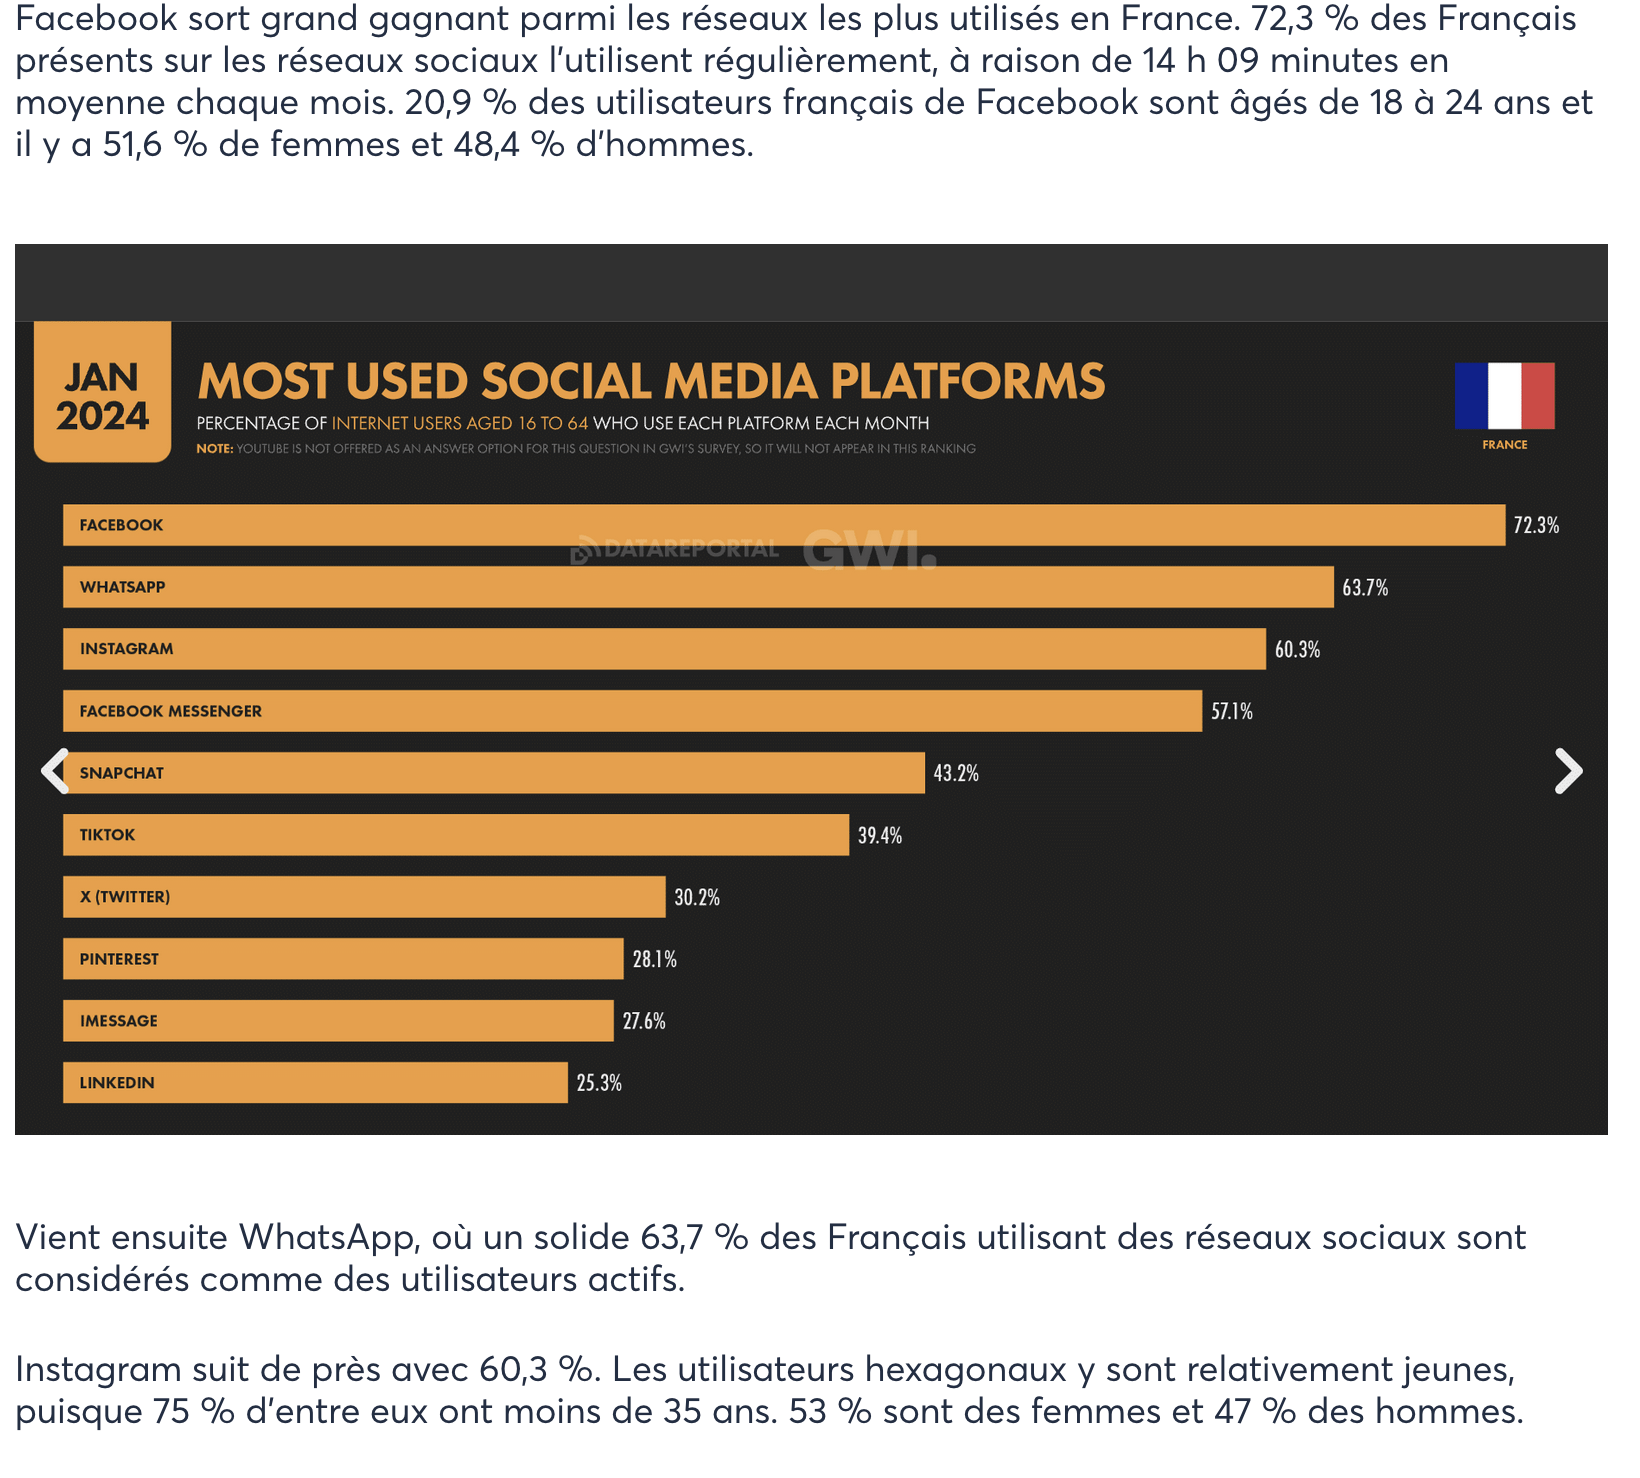 Facebook sort grand gagnant parmi les réseaux les plus utilisés en France. 72,3 % des Français
présents sur les réseaux sociaux l'utilisent régulièrement, à raison de 14 h 09 minutes en
moyenne chaque mois. 20,9 % des utilisateurs français de Facebook sont âgés de 18 à 24 ans et
il y a 51,6 % de femmes et 48,4 % d'hommes.
JAN
2024
MOST USED SOCIAL MEDIA PLATFORMS
PERCENTAGE OF INTERNET USERS AGED 16 TO 64 WHO USE EACH PLATFORM EACH MONTH
NOTE: YOUTUBE IS NOT OFFERED AS AN ANSWER OPTION FOR THIS QUESTION IN GWI'S SURVEY, SO IT WILL NOT APPEAR IN THIS RANKING
FRANCE
FACEBOOK 72.3%
DATAREPORTAL GWI.
WHATSAPP 63.7%
INSTAGRAM 60.3%
FACEBOOK MESSENGER 57.1%
SNAPCHAT 43.2%
TIKTOK 39.4%
X (TWITTER) 30.2%
PINTEREST 28.1%
IMESSAGE 27.6%
LINKEDIN 25.3%
Vient ensuite WhatsApp, où un solide 63,7 % des Français utilisant des réseaux sociaux sont
considérés comme des utilisateurs actifs.
Instagram suit de près avec 60,3 %. Les utilisateurs hexagonaux y sont relativement jeunes,
puisque 75 % d'entre eux ont moins de 35 ans. 53 % sont des femmes et 47 % des hommes.